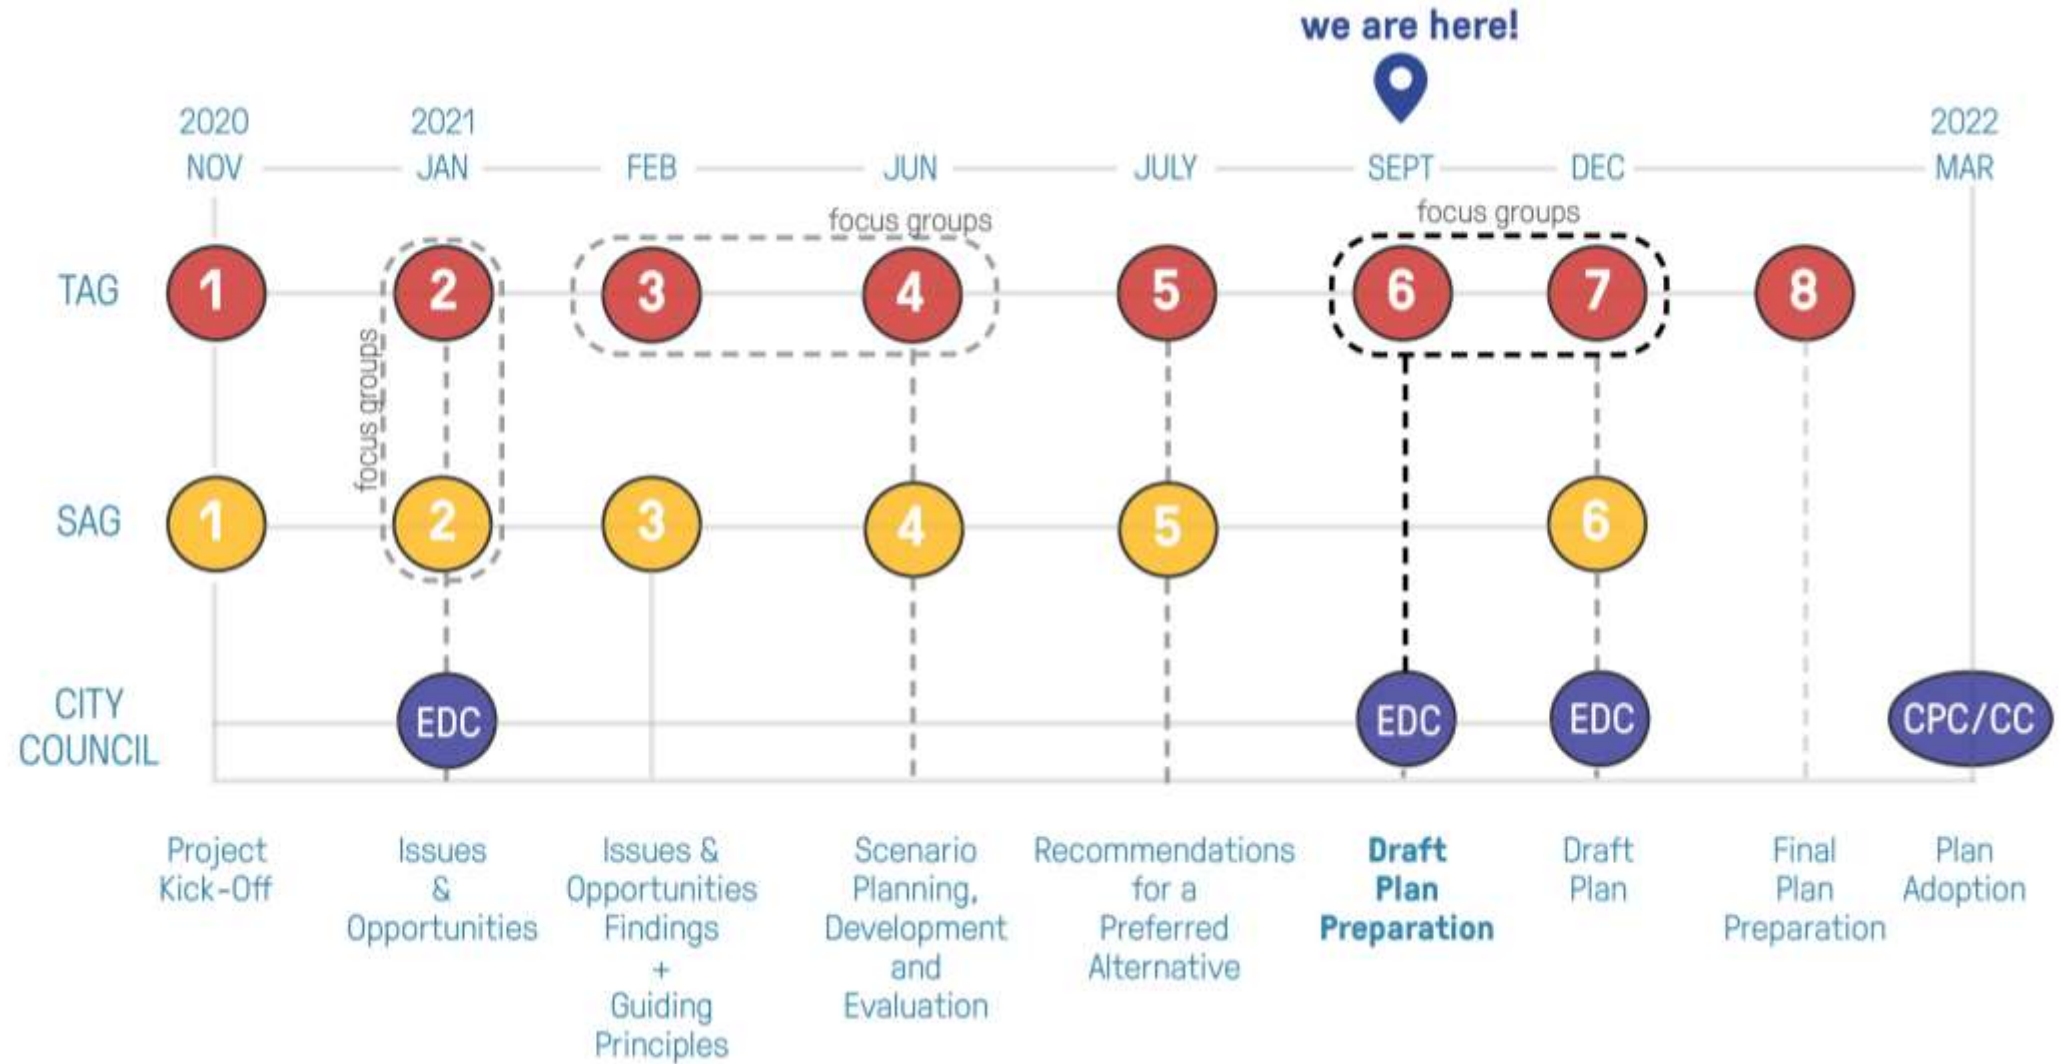 we are here!
2020
NOV
2021
JAN
FEB
JUN
JULY
SEPT
DEC
2022
MAR
focus groups
focus groups
TAG
1
2
3
4
5
6
7
8
focus groups
SAG
1
2
3
4
5
6
CITY
COUNCIL
EDC
EDC
EDC
CPC/CC
Project
Kick-Off
Issues
&
Opportunities
Issues &
Opportunities
Findings
+
Guiding
Principles
Scenario
Planning,
Development
and
Evaluation
Recommendations
for a
Preferred
Alternative
Draft
Plan
Preparation
Draft
Plan
Final
Plan
Preparation
Plan
Adoption